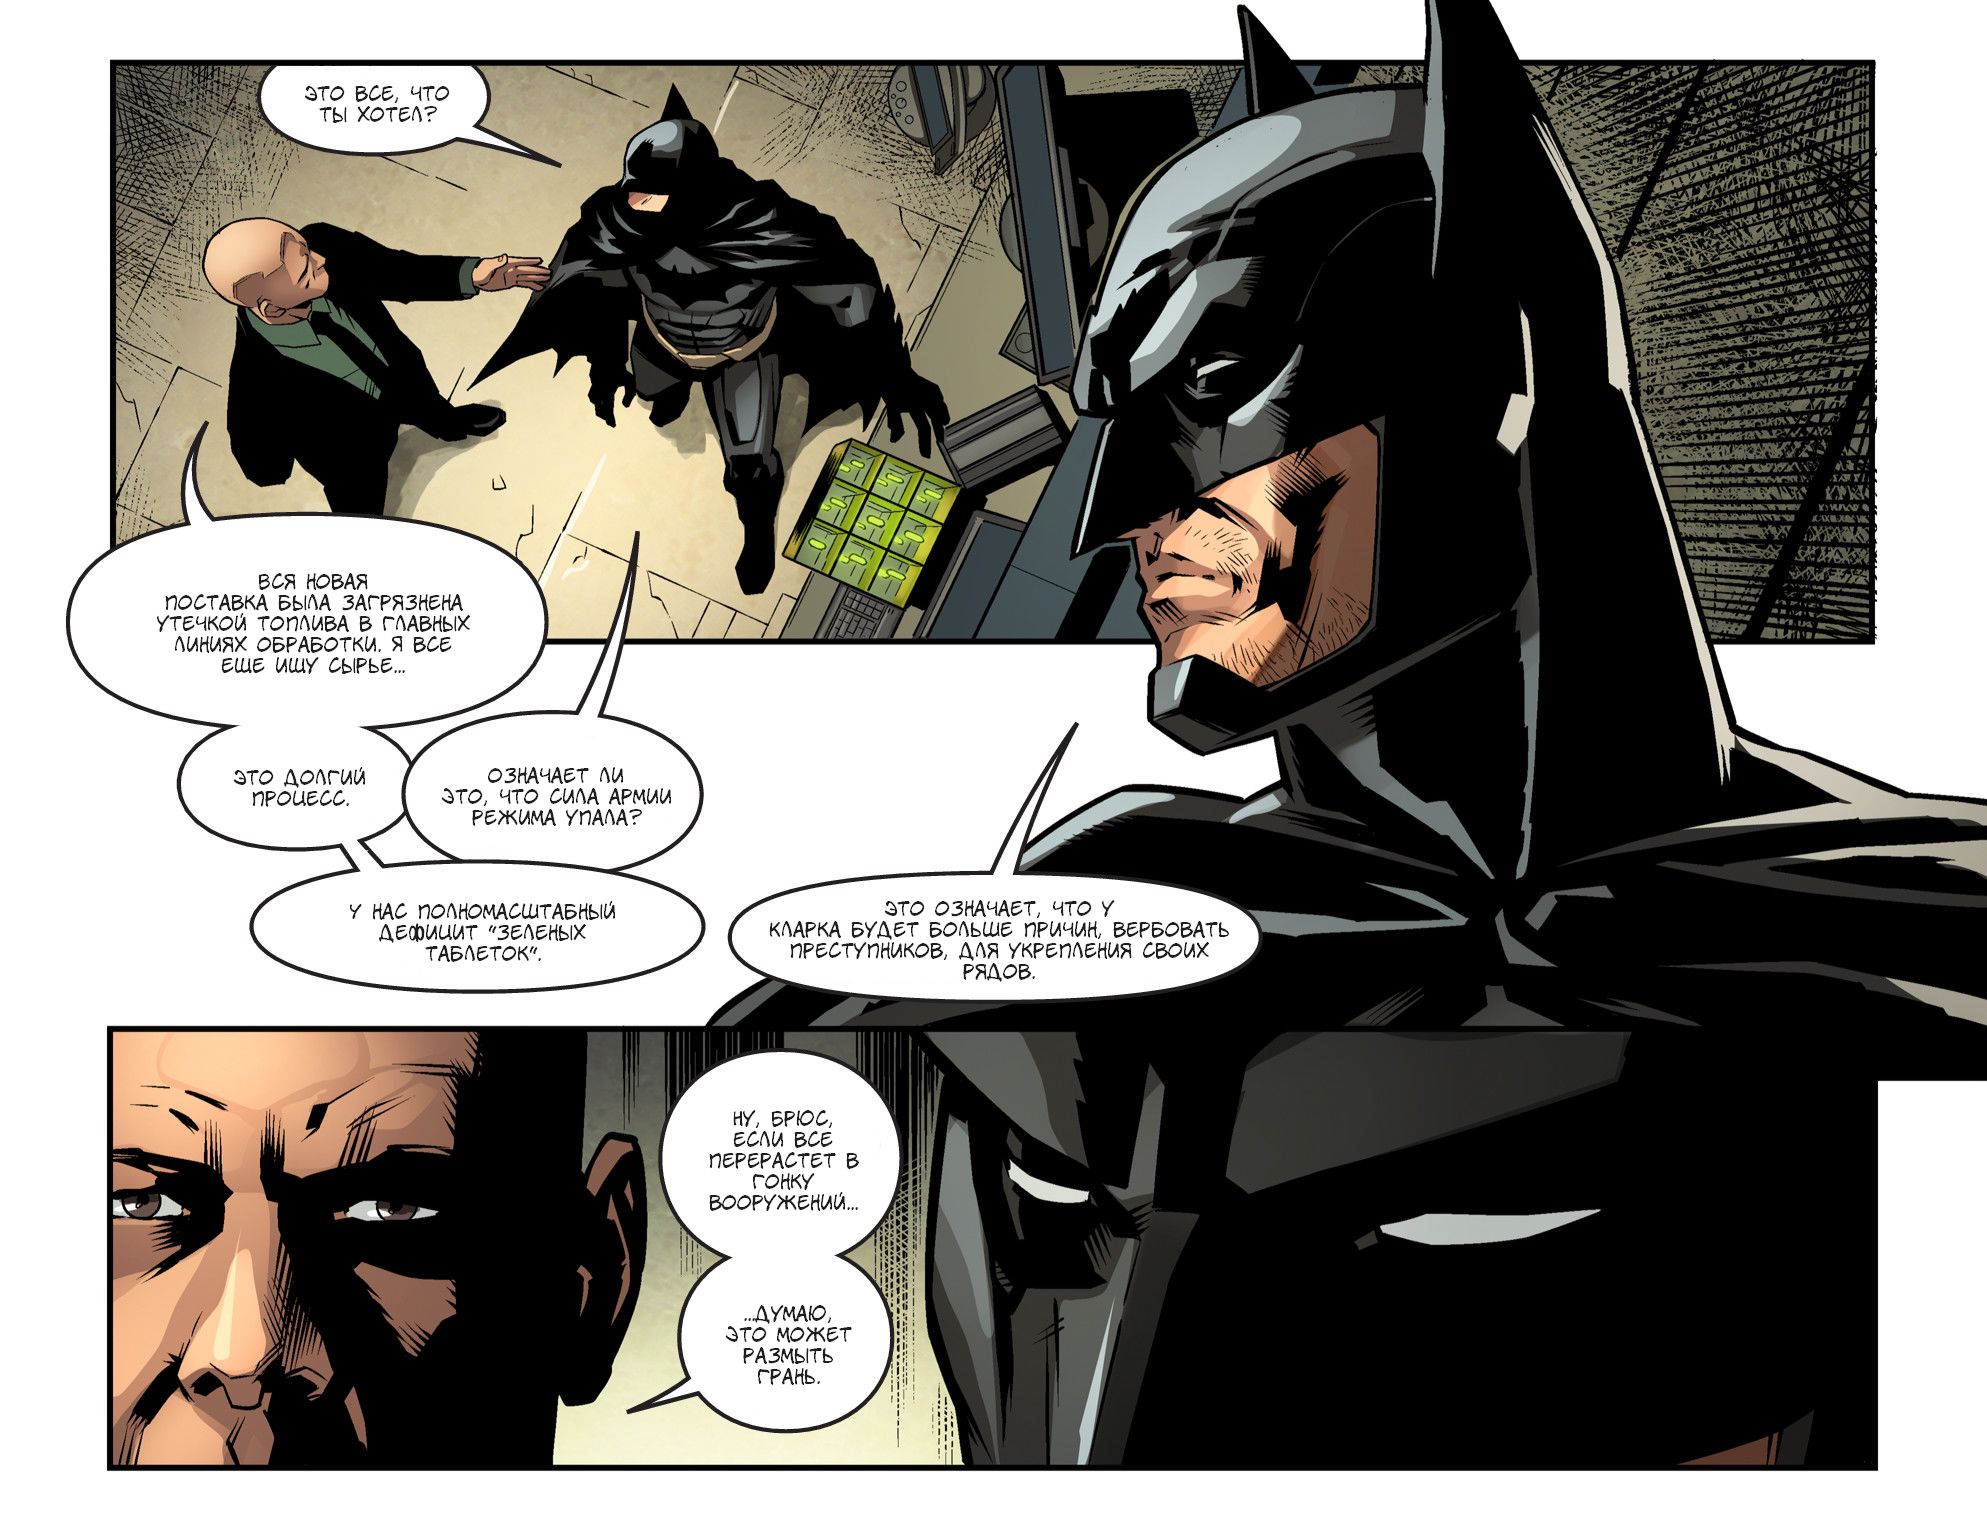 ЭТО ВСЕ, ЧТО
ТЫ ХОТЕЛ?
ВСЯ НОВАЯ
ПОСТАВКА БЫЛА ЗАГРЯЗНЕНА
УТЕЧКОЙ ТОПЛИВА В ГЛАВНЫХ
ЛИНИЯХ ОБРАБОТКИ. Я ВСЕ
ЕЩЕ ИЩУ СЫРЬЕ...
ЭТО ДОЛГИЙ
ПРОЦЕСС.
ОЗНАЧАЕТ ЛИ
ЭТО, ЧТО СИЛА АРМИИ
РЕЖИМА УПАЛА?
У НАС ПОЛНОМАСШТАБНЫЙ
ДЕФИЦИТ "ЗЕЛЕНЫХ
ТАБЛЕТОК".
ЭТО ОЗНАЧАЕТ, ЧТО У
КЛАРКА БУДЕТ БОЛЬШЕ ПРИЧИН, ВЕРБОВАТЬ
ПРЕСТУПНИКОВ, ДЛЯ УКРЕПЛЕНИЯ СВОИХ
РЯДОВ.
НУ, БРЮС,
ЕСЛИ ВСЕ
ПЕРЕРАСТЕТ В
ГОНКУ
ВООРУЖЕНИЙ...
...ДУМАЮ,
ЭТО МОЖЕТ
РАЗМЫТЬ
ГРАНЬ.